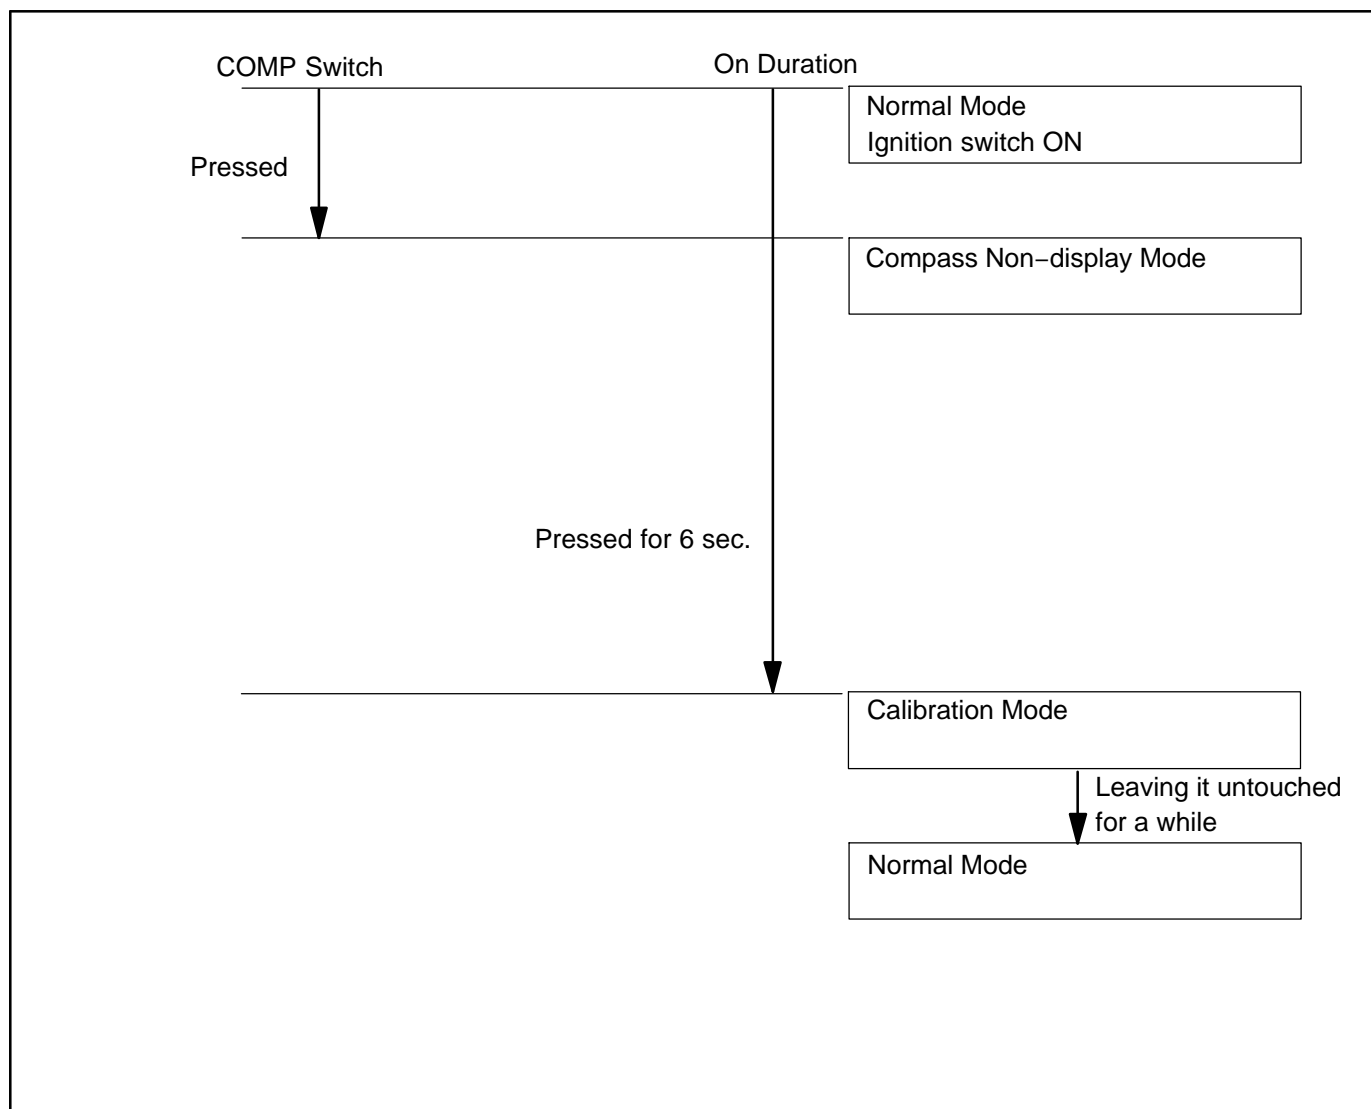 COMP Switch
On Duration
Normal Mode
Ignition switch ON
Pressed
Compass Non−display Mode
Pressed for 6 sec.
Calibration Mode
Leaving it untouched
for a while
Normal Mode